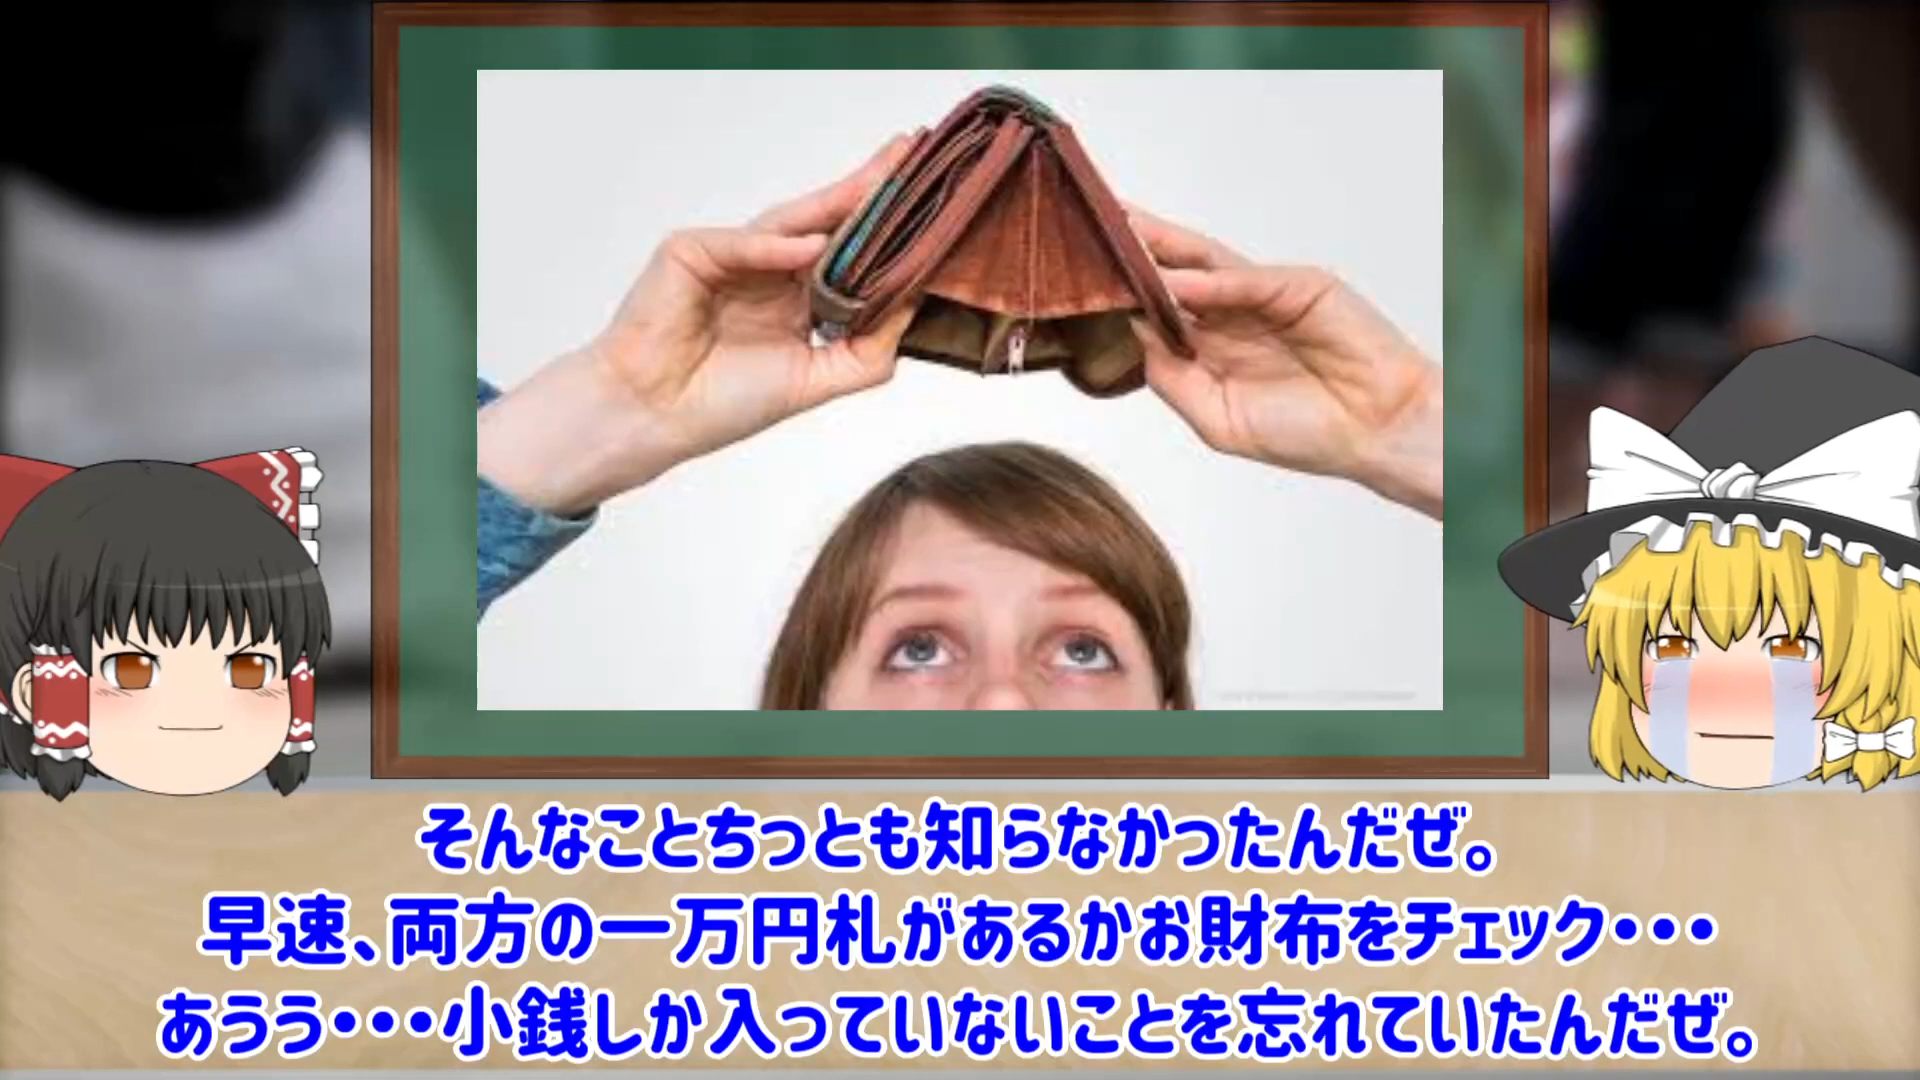 そんなことちっとも知らなかったんだぜ。
早速、両方の一万円札があるかお財布をチェック・・・
あうう・・・小銭しか入っていないことを忘れていたんだぜ。